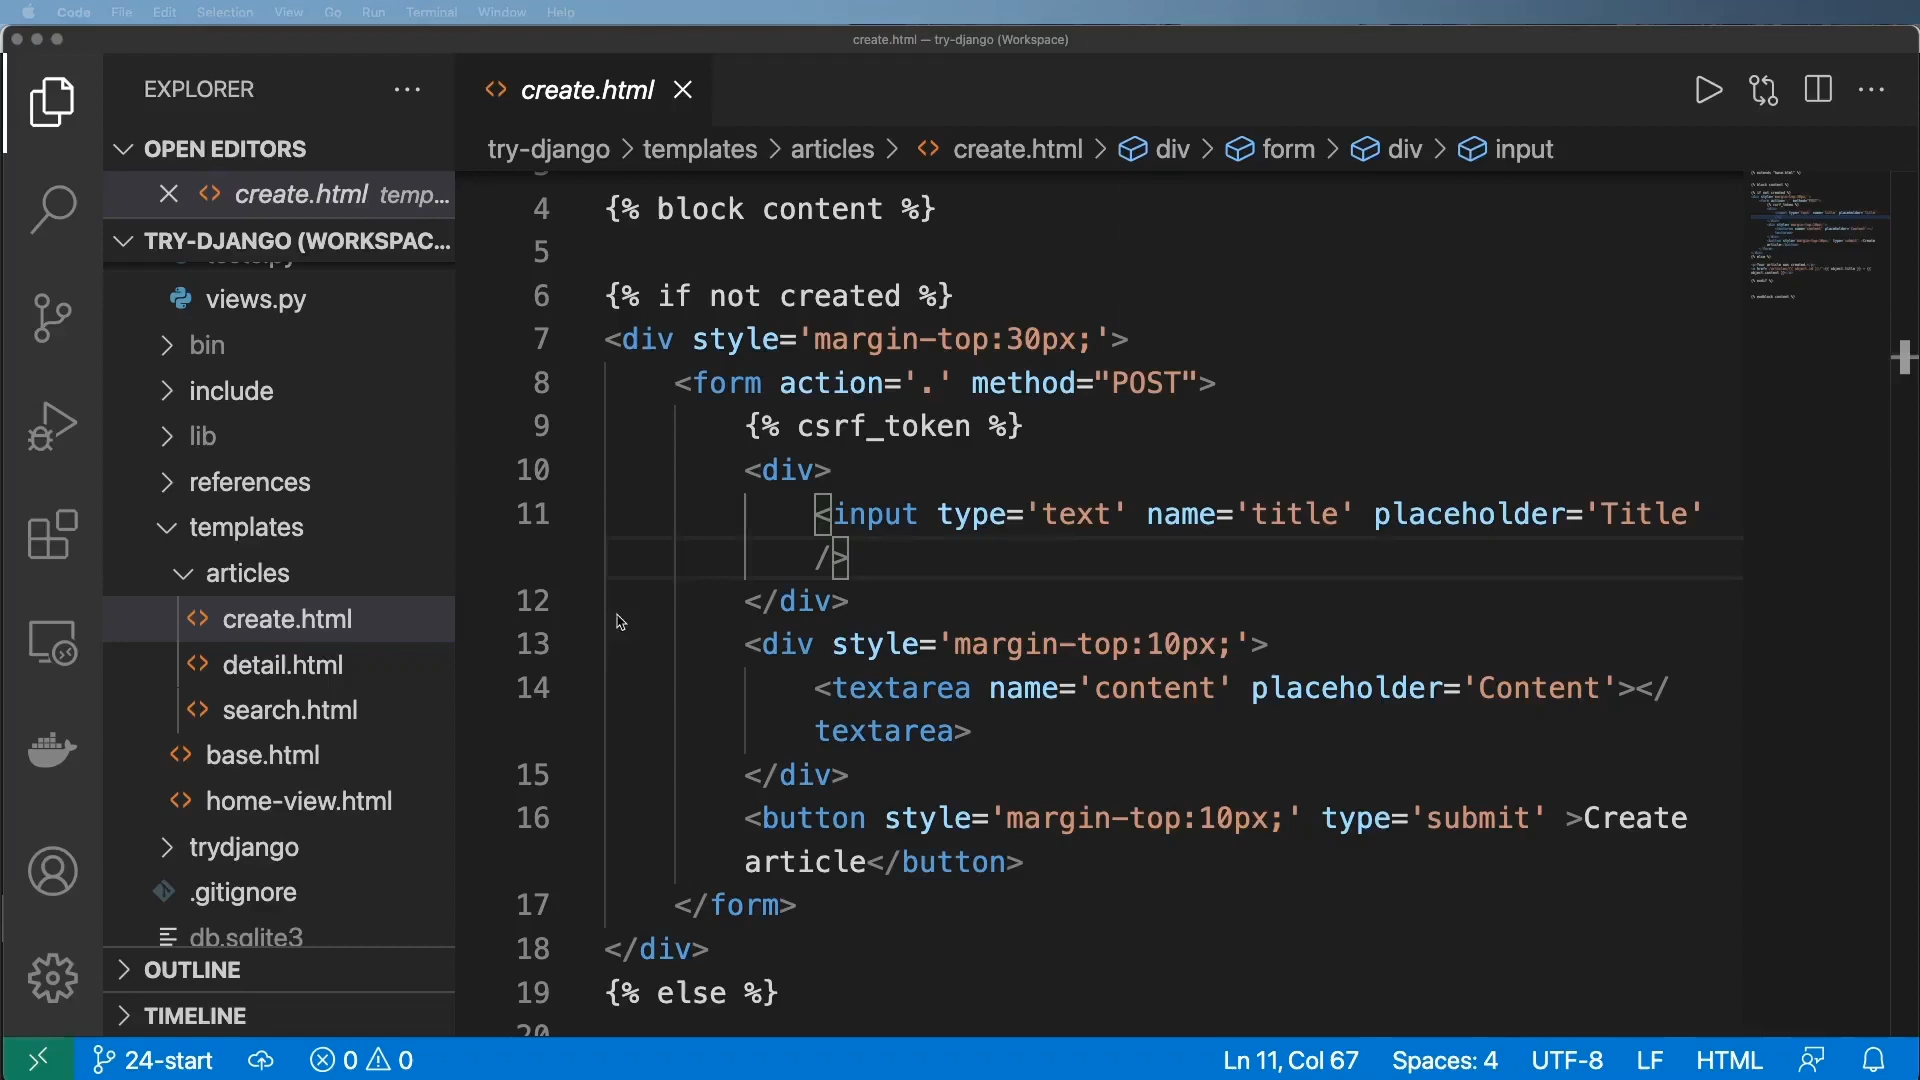 Code File Edit Selection View Go Run Terminal Window Help
create.html — try-django (Workspace)
EXPLORER
create.html
OPEN EDITORS
create.html temp...
try-django > templates > articles > create.html > div > form > div > input
TRY-DJANGO (WORKSPAC...
views.py
bin
include
lib
references
templates
articles
create.html
detail.html
search.html
base.html
home-view.html
trydjango
.gitignore
db.sqlite3
OUTLINE
TIMELINE
4 {% block content %}
5
6 {% if not created %}
7 <div style='margin-top:30px;'>
8 <form action='.' method="POST">
9 {% csrf_token %}
10 <div>
11 <input type='text' name='title' placeholder='Title'
/>
12 </div>
13 <div style='margin-top:10px;'>
14 <textarea name='content' placeholder='Content'></
textarea>
15 </div>
16 <button style='margin-top:10px;' type='submit' >Create
article</button>
17 </form>
18 </div>
19 {% else %}
20
24-start 0 0 Ln 11, Col 67 Spaces: 4 UTF-8 LF HTML